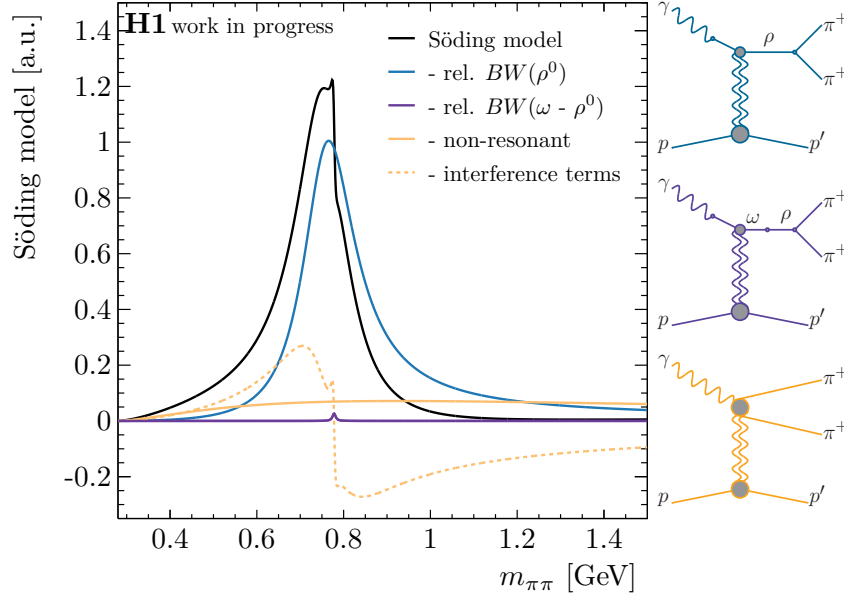 H1 work in progress
Söding model [a.u.]
1.4
1.2
1
0.8
0.6
0.4
0.2
0
-0.2
Söding model
- rel. BW(ρ⁰)
- rel. BW(ω - ρ⁰)
- non-resonant
- interference terms
0.4 0.6 0.8 1 1.2 1.4
m_ππ [GeV]
γ ρ π⁺
π⁺
p p′
γ ω ρ π⁺
π⁺
p p′
γ π⁺
π⁺
p p′